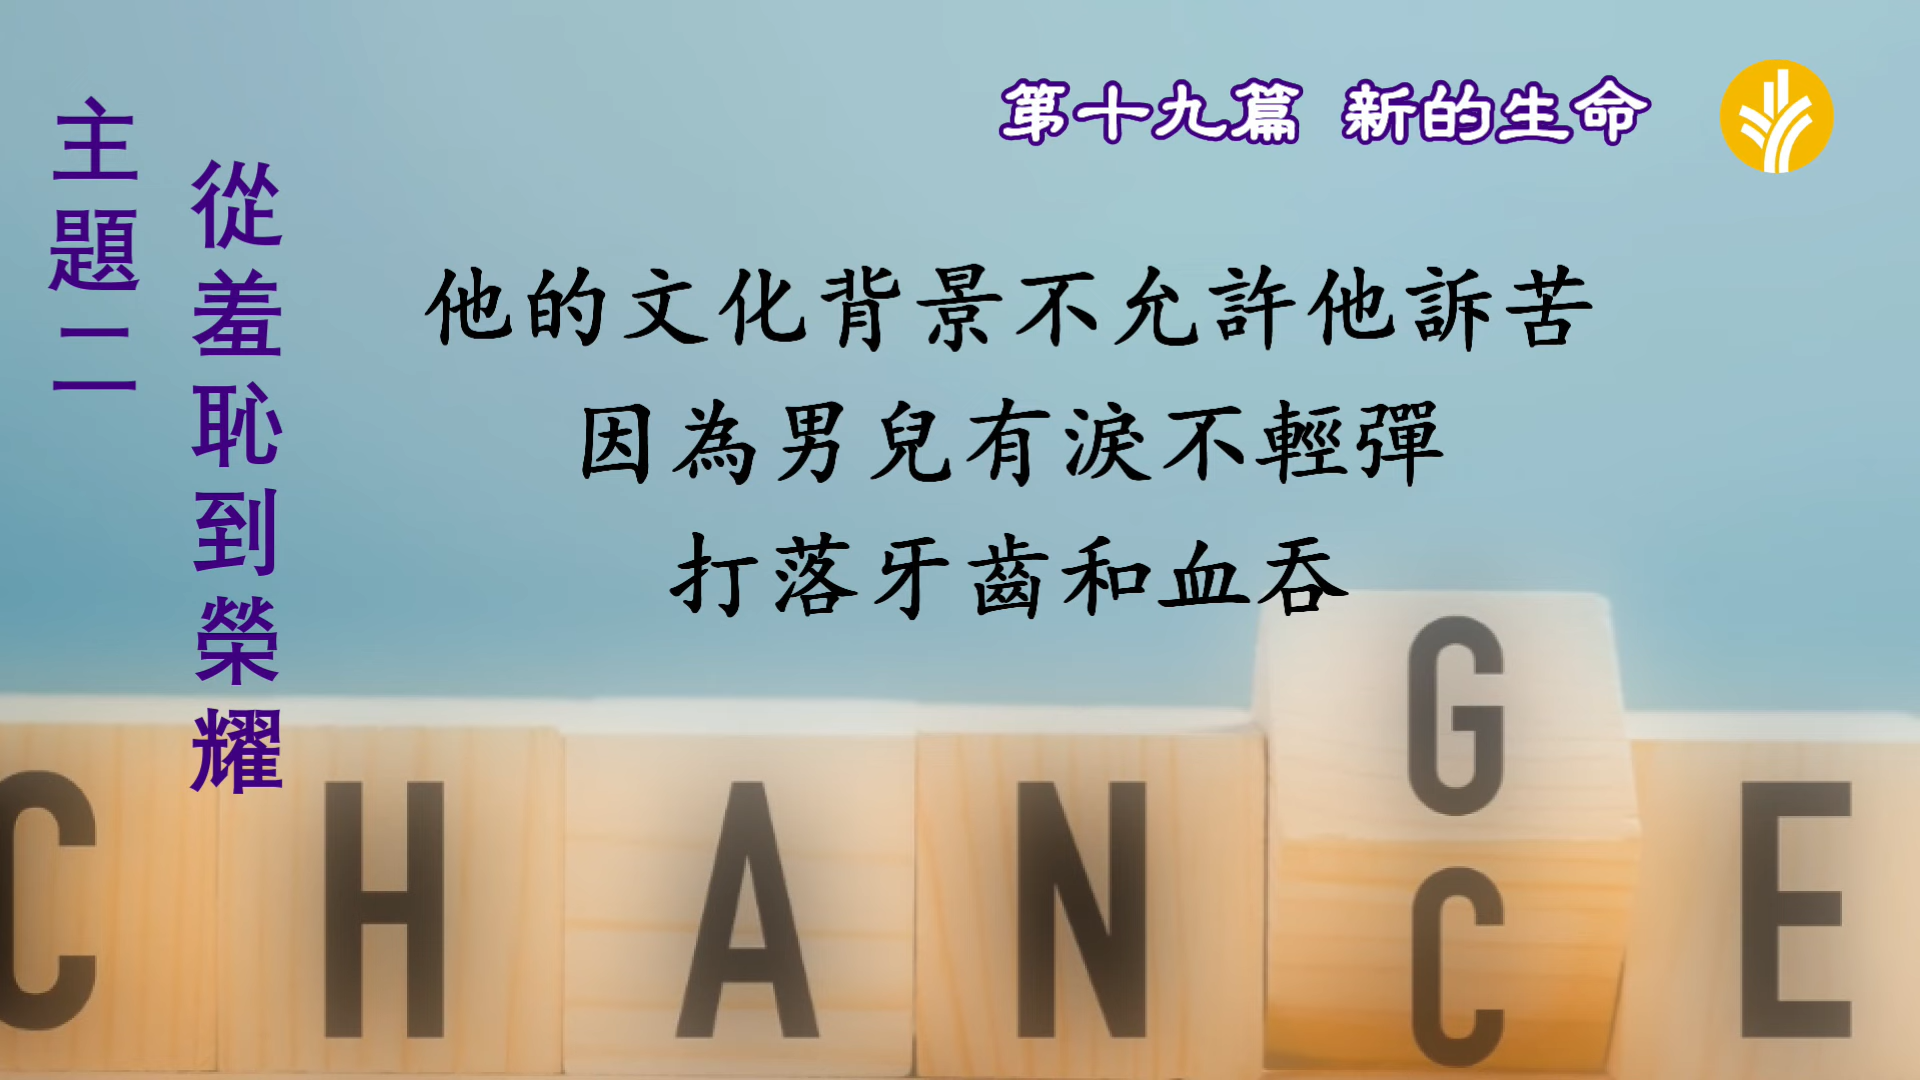 第十九篇 新的生命
主題二
從羞恥到榮耀
他的文化背景不允許他訴苦
因為男兒有淚不輕彈
打落牙齒和血吞
G
CHANCE